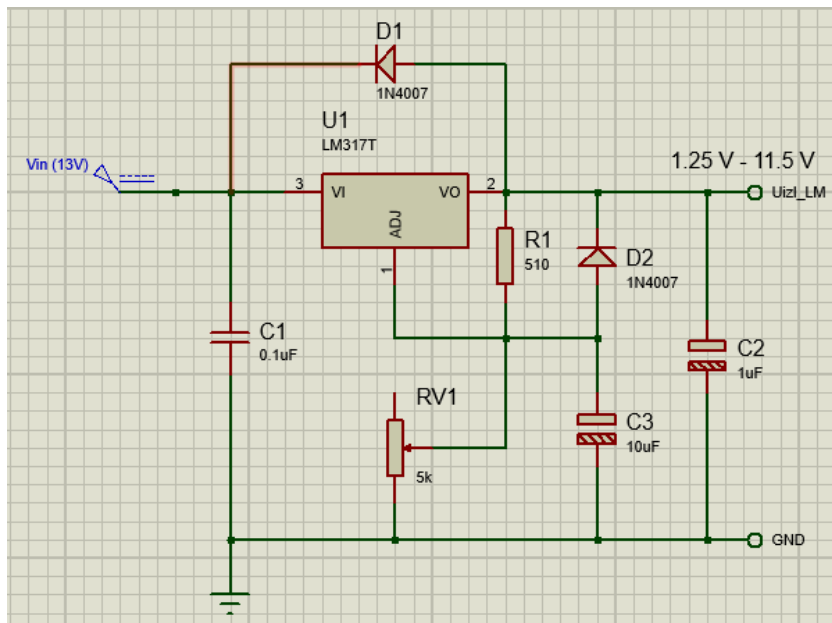 D1
1N4007
U1
LM317T
Vin (13V)
1.25 V - 11.5 V
3
VI
VO
2
Uizl_LM
ADJ
1
R1
510
D2
1N4007
C1
0.1uF
C2
1uF
RV1
5k
C3
10uF
GND